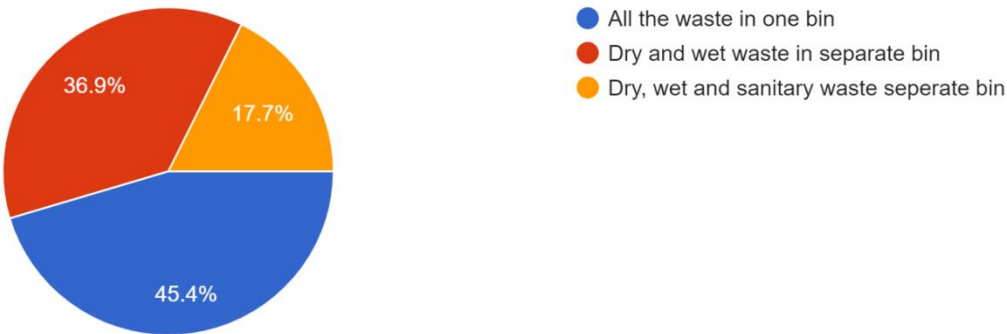 36.9%
17.7%
45.4%
All the waste in one bin
Dry and wet waste in separate bin
Dry, wet and sanitary waste seperate bin